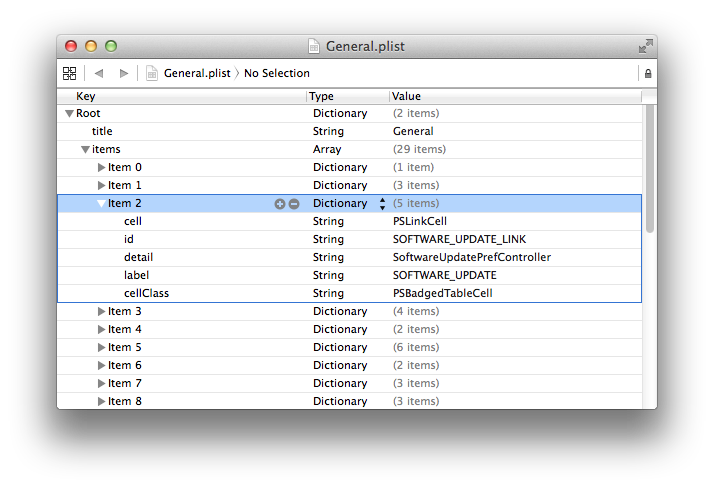 General.plist
General.plist 〉 No Selection
Key Type Value
Root Dictionary (2 items)
title String General
items Array (29 items)
Item 0 Dictionary (1 item)
Item 1 Dictionary (3 items)
Item 2 Dictionary (5 items)
cell String PSLinkCell
id String SOFTWARE_UPDATE_LINK
detail String SoftwareUpdatePrefController
label String SOFTWARE_UPDATE
cellClass String PSBadgedTableCell
Item 3 Dictionary (4 items)
Item 4 Dictionary (2 items)
Item 5 Dictionary (6 items)
Item 6 Dictionary (2 items)
Item 7 Dictionary (3 items)
Item 8 Dictionary (3 items)